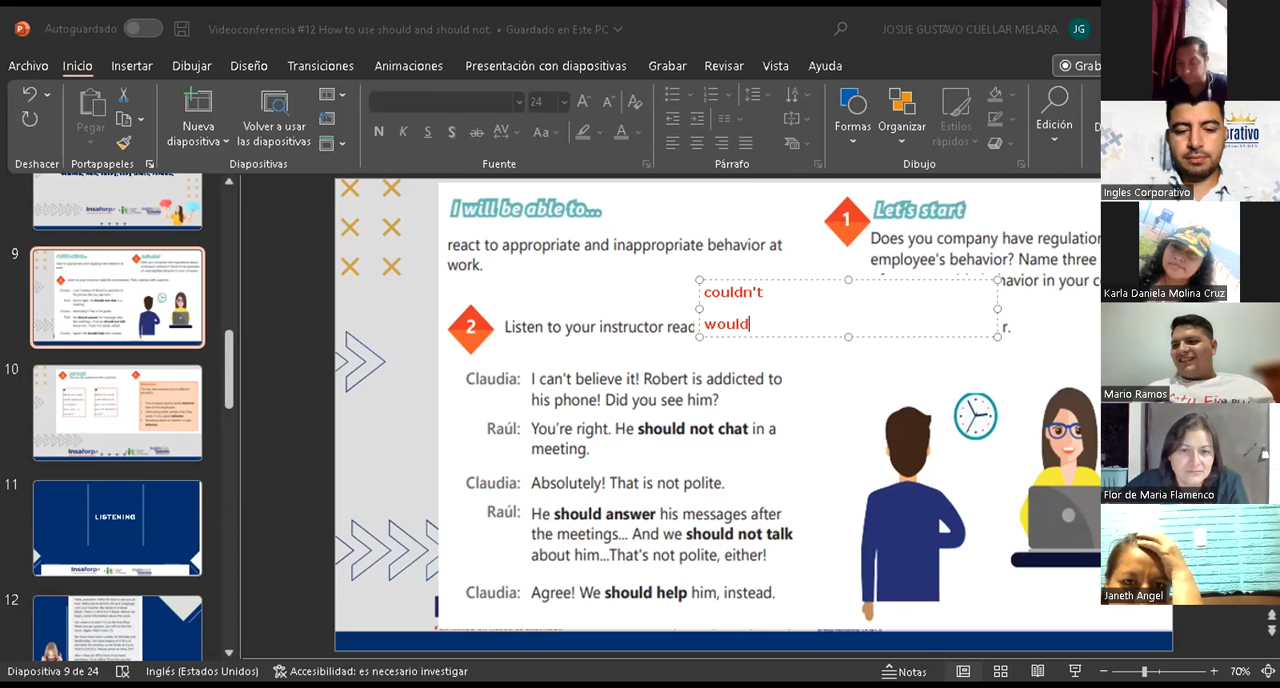 Autoguardado
Videoconferencia #12 How to use should and should not. • Guardado en Este PC
JOSUE GUSTAVO CUELLAR MELARA
JG
Archivo Inicio Insertar Dibujar Diseño Transiciones Animaciones Presentación con diapositivas Grabar Revisar Vista Ayuda
Grab
24
Pegar
Nueva diapositiva
Volver a usar las diapositivas
N K S S ab AV Aa A
Formas
Organizar
Estilos rápidos
Edición
Deshacer
Portapapeles
Diapositivas
Fuente
Párrafo
Dibujo
9
10
11
LISTENING
Insaforp
12
I will be able to...
react to appropriate and inappropriate behavior at
work.
1
Let's start
Does you company have regulation
employee's behavior? Name three
havior in your co
couldn't
would
2
Listen to your instructor read
r.
Claudia: I can't believe it! Robert is addicted to
his phone! Did you see him?
Raúl: You're right. He should not chat in a
meeting.
Claudia: Absolutely! That is not polite.
Raúl: He should answer his messages after
the meetings... And we should not talk
about him...That's not polite, either!
Claudia: Agree! We should help him, instead.
orativo
Ingles Corporativo
Karla Daniela Molina Cruz
Mario Ramos
Flor de Maria Flamenco
Janeth Angel
Diapositiva 9 de 24
Inglés (Estados Unidos)
Accesibilidad: es necesario investigar
Notas
70%